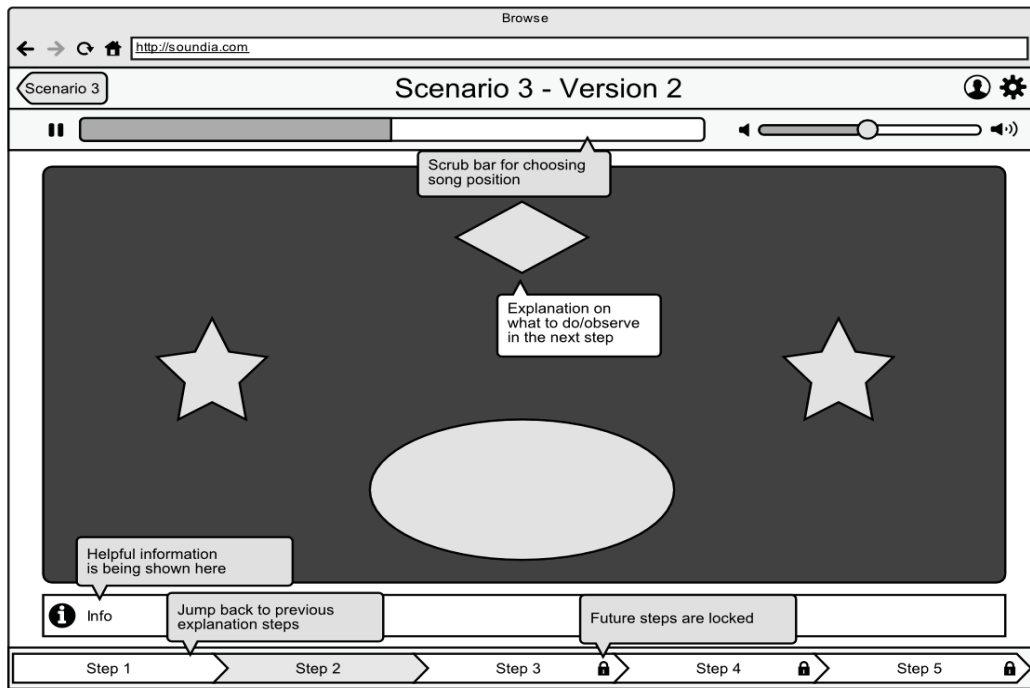 Browse
http://soundia.com
Scenario 3
Scenario 3 - Version 2
Scrub bar for choosing
song position
Explanation on
what to do/observe
in the next step
Helpful information
is being shown here
Info
Jump back to previous
explanation steps
Future steps are locked
Step 1
Step 2
Step 3
Step 4
Step 5